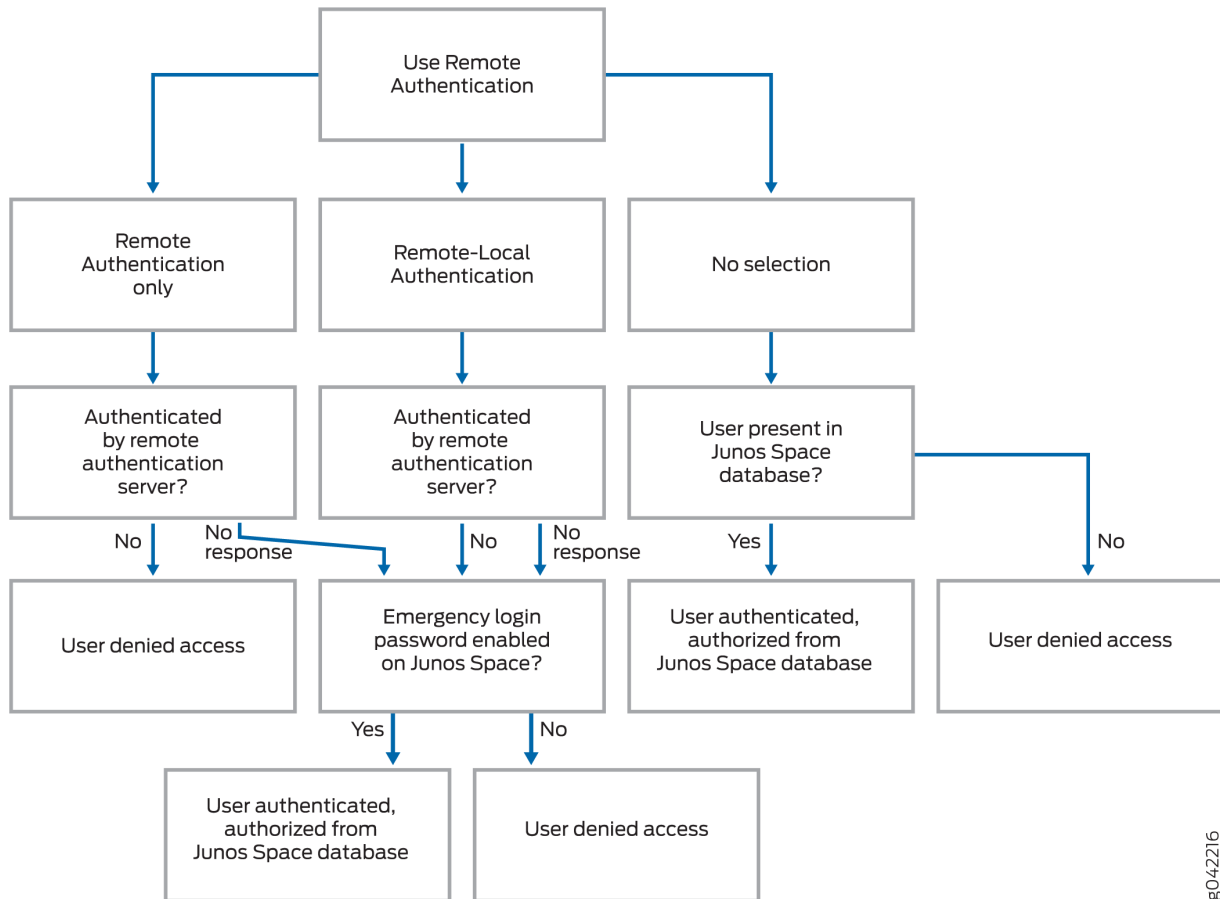 Use Remote
Authentication
Remote
Authentication
only
Remote-Local
Authentication
No selection
Authenticated
by remote
authentication
server?
Authenticated
by remote
authentication
server?
User present in
Junos Space
database?
No
No
response
No
No
response
Yes
No
User denied access
Emergency login
password enabled
on Junos Space?
User authenticated,
authorized from
Junos Space database
User denied access
Yes
No
User authenticated,
authorized from
Junos Space database
User denied access
g042216